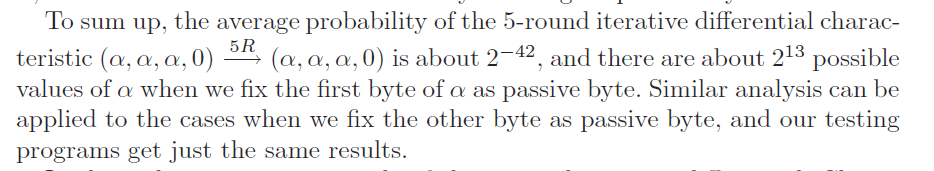 To sum up, the average probability of the 5-round iterative differential charac-
teristic (α, α, α, 0) $\xrightarrow{5R}$ (α, α, α, 0) is about 2⁻⁴², and there are about 2¹³ possible
values of α when we fix the first byte of α as passive byte. Similar analysis can be
applied to the cases when we fix the other byte as passive byte, and our testing
programs get just the same results.